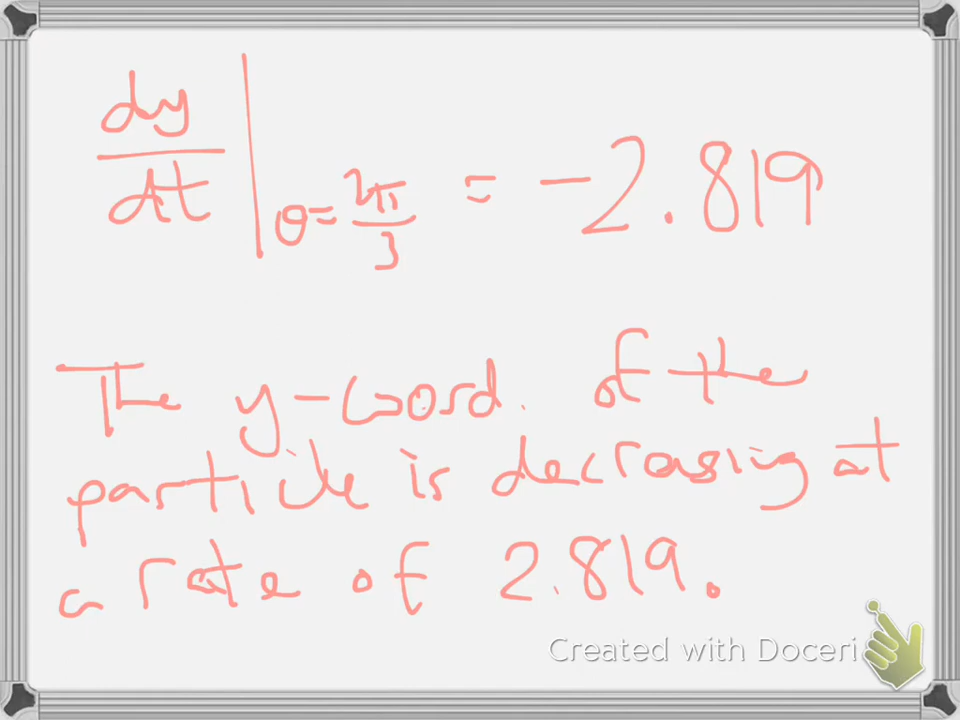 dy/dt | θ = 2π/3 = -2.819
The y-coord. of the
particle is decreasing at
a rate of 2.819.
Created with Doceri